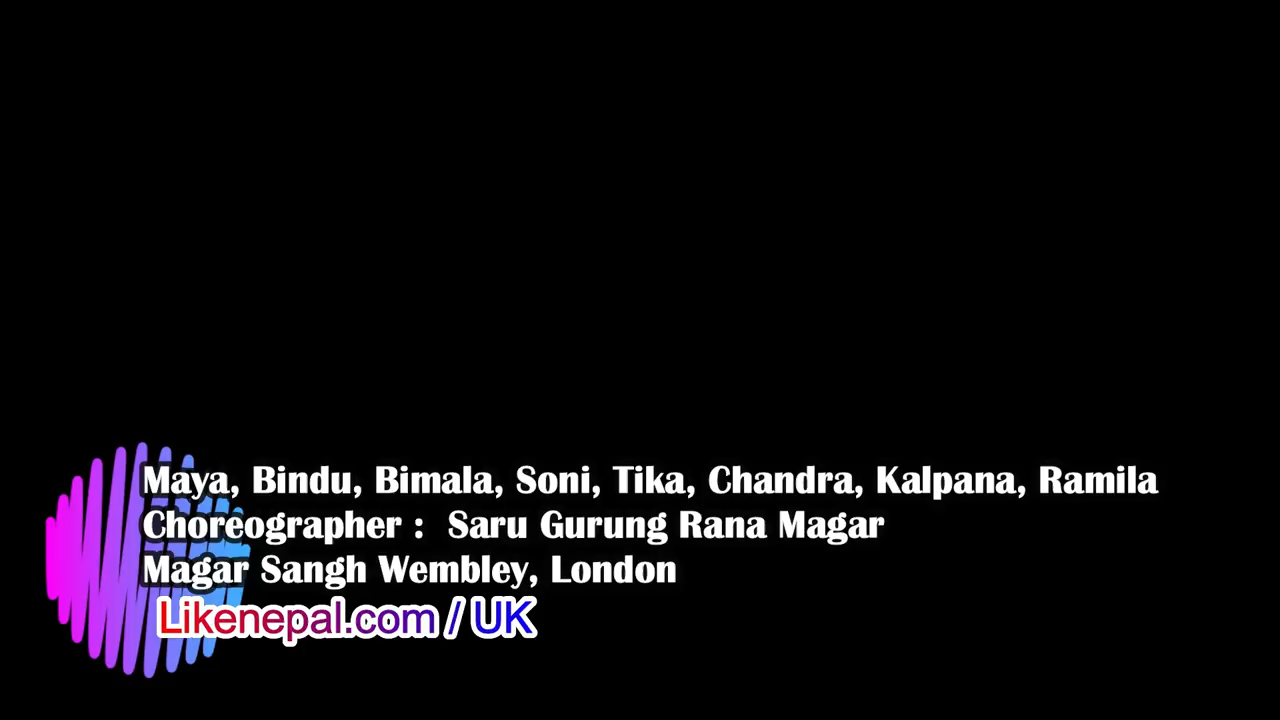 Maya, Bindu, Bimala, Soni, Tika, Chandra, Kalpana, Ramila
Choreographer : Saru Gurung Rana Magar
Magar Sangh Wembley, London
Likenepal.com / UK